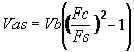 Vas = Vb((Fc/Fs)²-1)